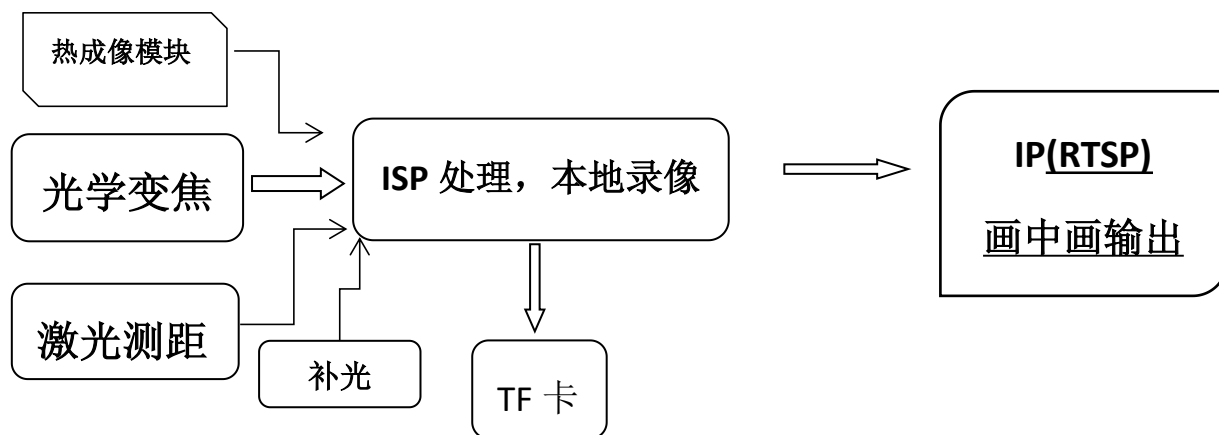 热成像模块
光学变焦
激光测距
补光
ISP 处理，本地录像
TF 卡
IP(RTSP)
画中画输出